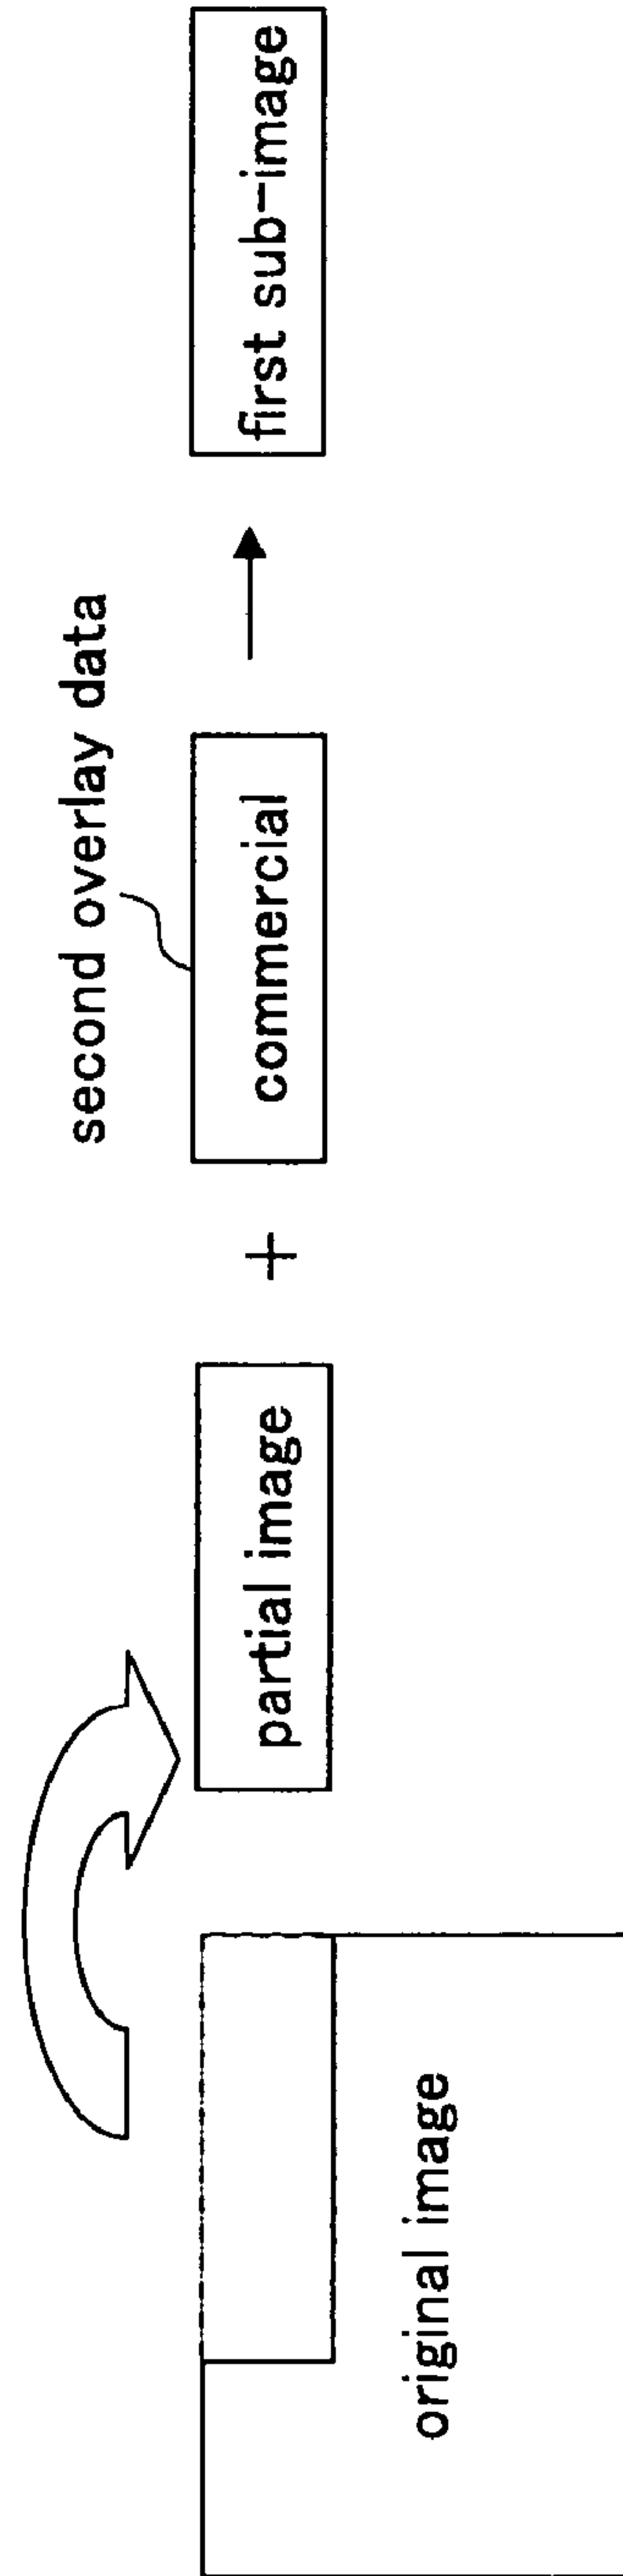 original image
partial image
+
second overlay data
commercial
first sub-image